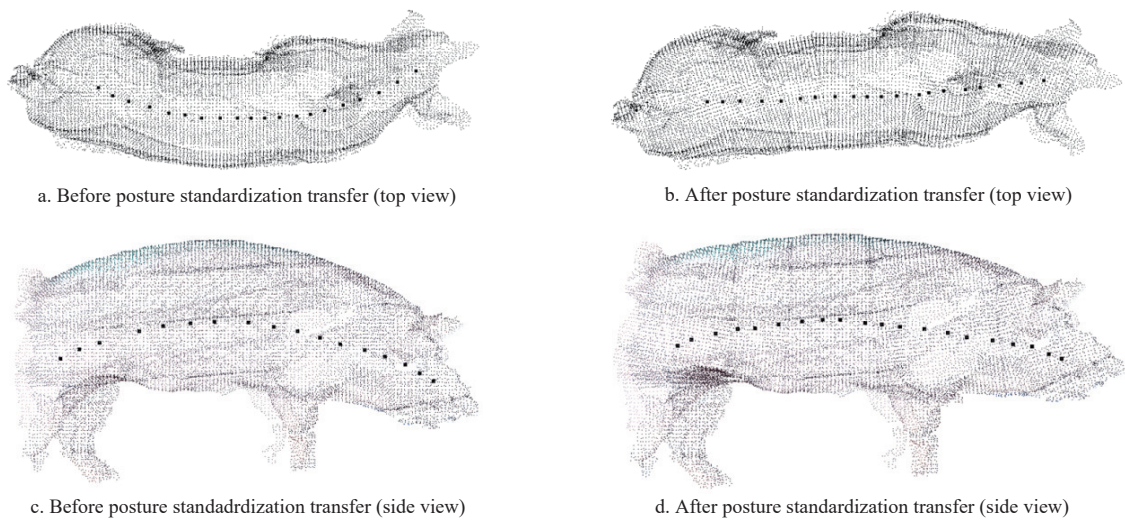 a. Before posture standardization transfer (top view)
b. After posture standardization transfer (top view)
c. Before posture standadrdization transfer (side view)
d. After posture standardization transfer (side view)